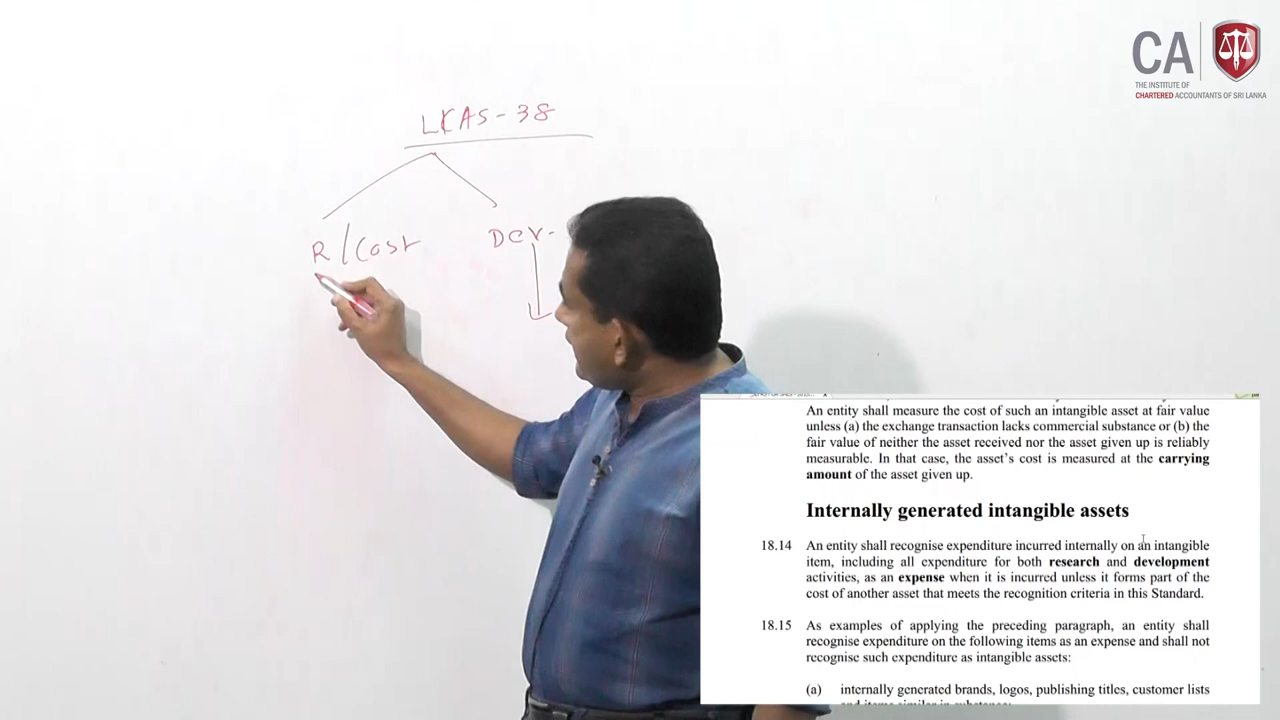 CA
THE INSTITUTE OF
CHARTERED ACCOUNTANTS OF SRI LANKA
LKAS-38
R/Cost
Dev.
An entity shall measure the cost of such an intangible asset at fair value
unless (a) the exchange transaction lacks commercial substance or (b) the
fair value of neither the asset received nor the asset given up is reliably
measurable. In that case, the asset's cost is measured at the carrying
amount of the asset given up.
Internally generated intangible assets
18.14 An entity shall recognise expenditure incurred internally on an intangible
item, including all expenditure for both research and development
activities, as an expense when it is incurred unless it forms part of the
cost of another asset that meets the recognition criteria in this Standard.
18.15 As examples of applying the preceding paragraph, an entity shall
recognise expenditure on the following items as an expense and shall not
recognise such expenditure as intangible assets:
(a) internally generated brands, logos, publishing titles, customer lists
and items similar in substance;